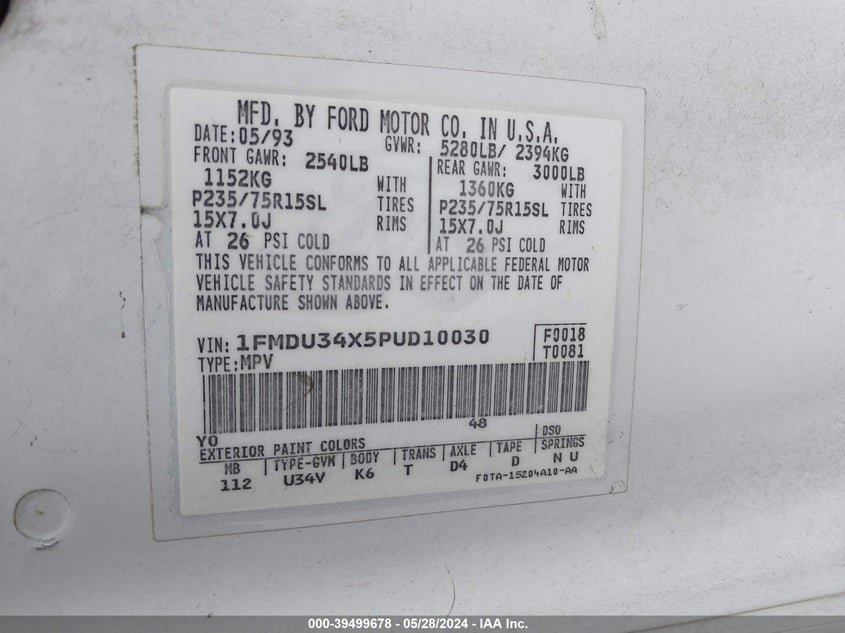 MFD. BY FORD MOTOR CO. IN U.S.A.
DATE: 05/93 GVWR: 5280LB/ 2394KG
FRONT GAWR: 2540LB REAR GAWR: 3000LB
1152KG WITH 1360KG WITH
P235/75R15SL TIRES P235/75R15SL TIRES
15X7.0J RIMS 15X7.0J RIMS
AT 26 PSI COLD AT 26 PSI COLD
THIS VEHICLE CONFORMS TO ALL APPLICABLE FEDERAL MOTOR
VEHICLE SAFETY STANDARDS IN EFFECT ON THE DATE OF
MANUFACTURE SHOWN ABOVE.
VIN: 1FMDU34X5PUD10030 F0018
TYPE: MPV T0081
YO 48
EXTERIOR PAINT COLORS DSO
WB TYPE-GVM BODY TRANS AXLE TAPE SPRINGS
112 U34V K6 T D4 D N U
F0TA-15204A10-AA
000-39499678 - 05/28/2024 - IAA Inc.